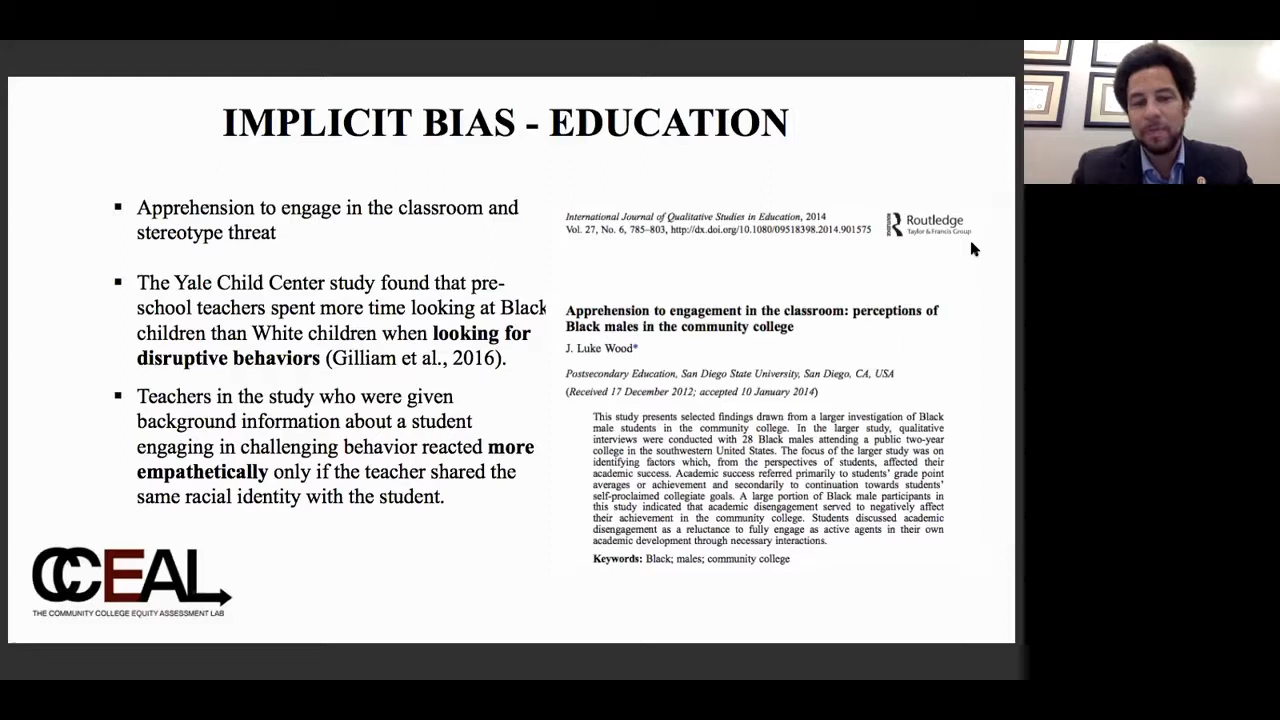 IMPLICIT BIAS - EDUCATION
▪ Apprehension to engage in the classroom and
stereotype threat
▪ The Yale Child Center study found that pre-
school teachers spent more time looking at Black
children than White children when looking for
disruptive behaviors (Gilliam et al., 2016).
▪ Teachers in the study who were given
background information about a student
engaging in challenging behavior reacted more
empathetically only if the teacher shared the
same racial identity with the student.
CCEAL
THE COMMUNITY COLLEGE EQUITY ASSESSMENT LAB
International Journal of Qualitative Studies in Education, 2014
Vol. 27, No. 6, 785–803, http://dx.doi.org/10.1080/09518398.2014.901575
Routledge
Taylor & Francis Group
Apprehension to engagement in the classroom: perceptions of
Black males in the community college
J. Luke Wood*
Postsecondary Education, San Diego State University, San Diego, CA, USA
(Received 17 December 2012; accepted 10 January 2014)
This study presents selected findings drawn from a larger investigation of Black
male students in the community college. In the larger study, qualitative
interviews were conducted with 28 Black males attending a public two-year
college in the southwestern United States. The focus of the larger study was on
identifying factors which, from the perspectives of students, affected their
academic success. Academic success referred primarily to students' grade point
averages or achievement and secondarily to continuation towards students'
self-proclaimed collegiate goals. A large portion of Black male participants in
this study indicated that academic disengagement served to negatively affect
their achievement in the community college. Students discussed academic
disengagement as a reluctance to fully engage as active agents in their own
academic development through necessary interactions.
Keywords: Black; males; community college